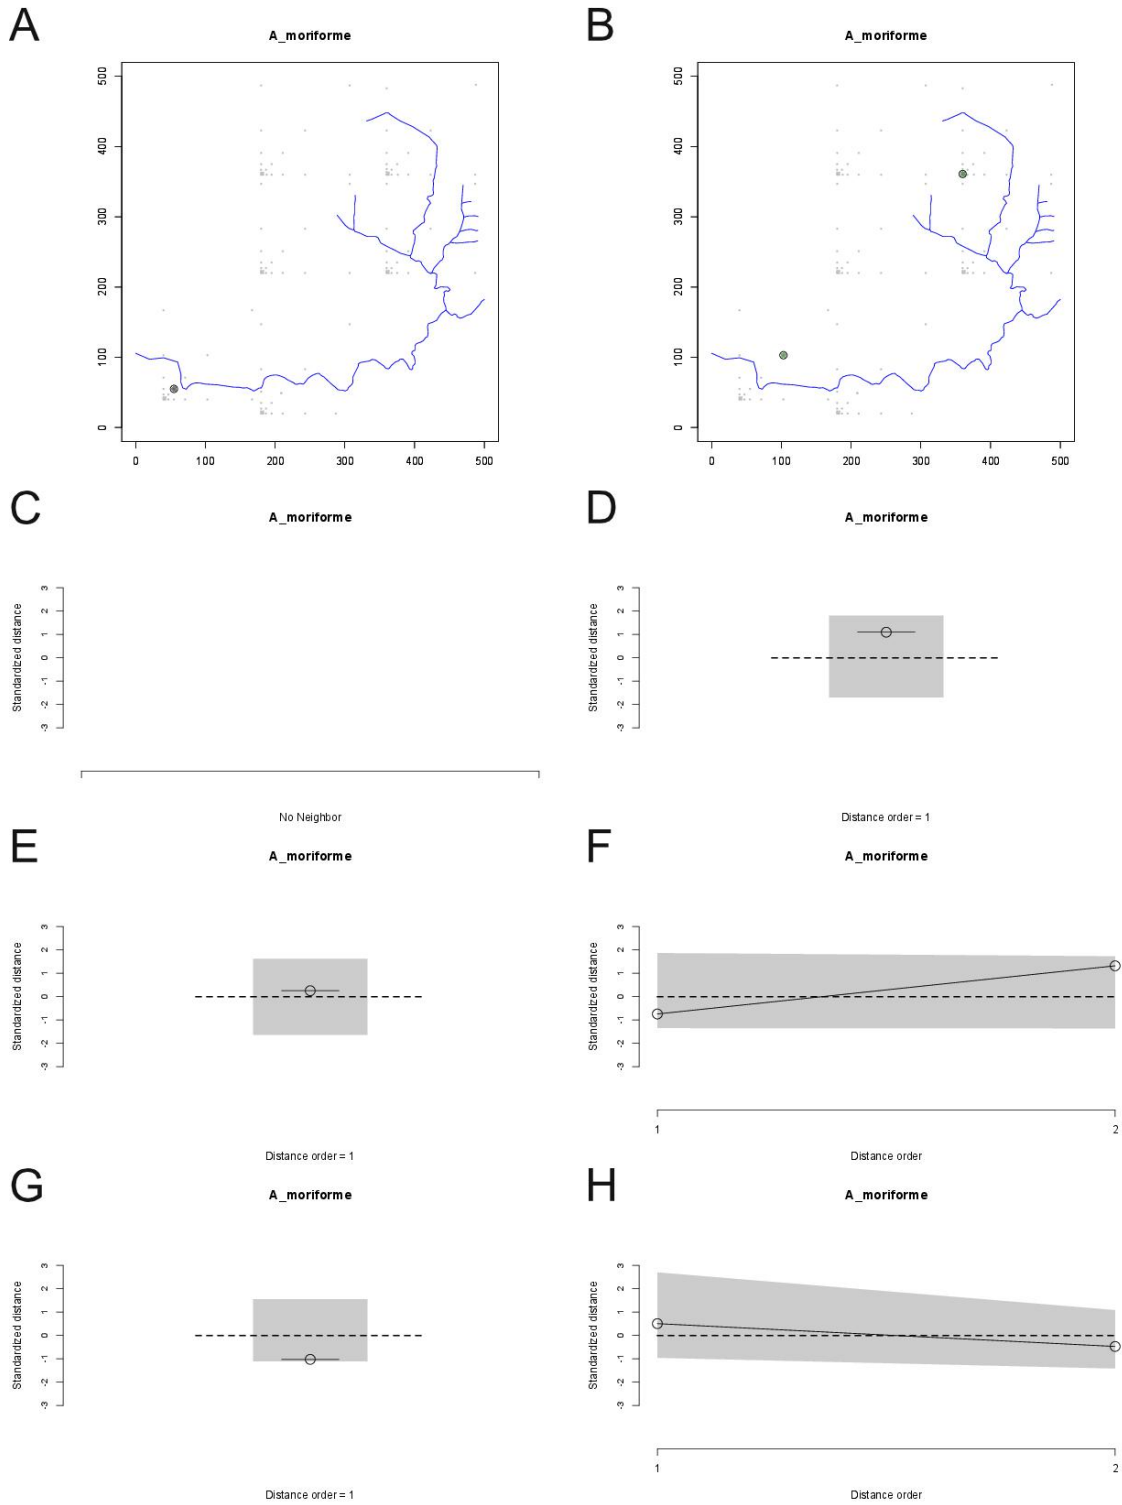 A
A_moriforme
500
400
300
200
100
0
0 100 200 300 400 500
B
A_moriforme
500
400
300
200
100
0
0 100 200 300 400 500
C
A_moriforme
Standardized distance
3
2
1
0
-1
-2
-3
No Neighbor
D
A_moriforme
Standardized distance
3
2
1
0
-1
-2
-3
Distance order = 1
E
A_moriforme
Standardized distance
3
2
1
0
-1
-2
-3
Distance order = 1
F
A_moriforme
Standardized distance
3
2
1
0
-1
-2
-3
1 2
Distance order
G
A_moriforme
Standardized distance
3
2
1
0
-1
-2
-3
Distance order = 1
H
A_moriforme
Standardized distance
3
2
1
0
-1
-2
-3
1 2
Distance order